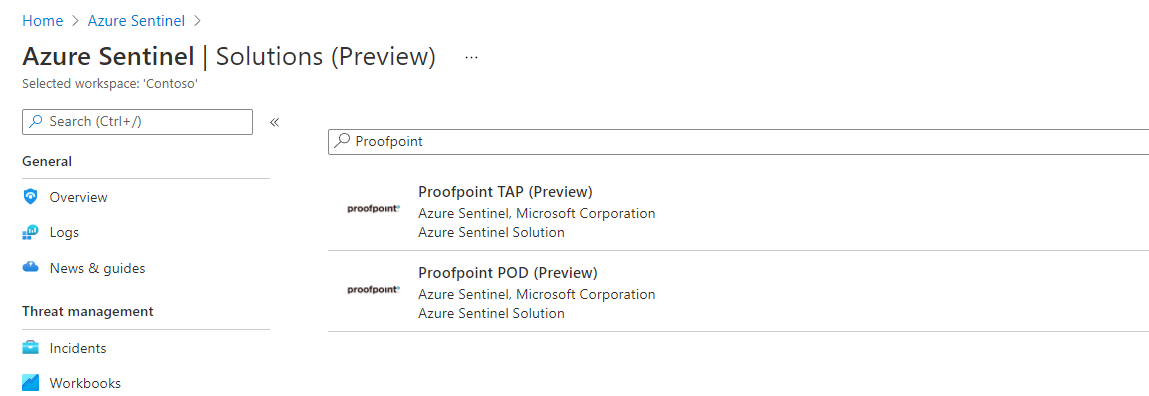 Home > Azure Sentinel >
Azure Sentinel | Solutions (Preview) ...
Selected workspace: 'Contoso'
Search (Ctrl+/) «
Proofpoint
General
Overview
Logs
News & guides
Threat management
Incidents
Workbooks
proofpoint
Proofpoint TAP (Preview)
Azure Sentinel, Microsoft Corporation
Azure Sentinel Solution
proofpoint
Proofpoint POD (Preview)
Azure Sentinel, Microsoft Corporation
Azure Sentinel Solution